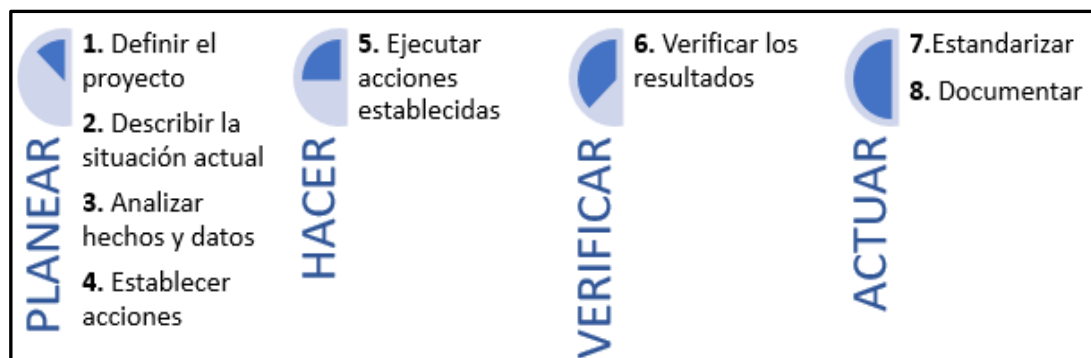 PLANEAR
1. Definir el
proyecto
2. Describir la
situación actual
3. Analizar
hechos y datos
4. Establecer
acciones
HACER
5. Ejecutar
acciones
establecidas
VERIFICAR
6. Verificar los
resultados
ACTUAR
7.Estandarizar
8. Documentar